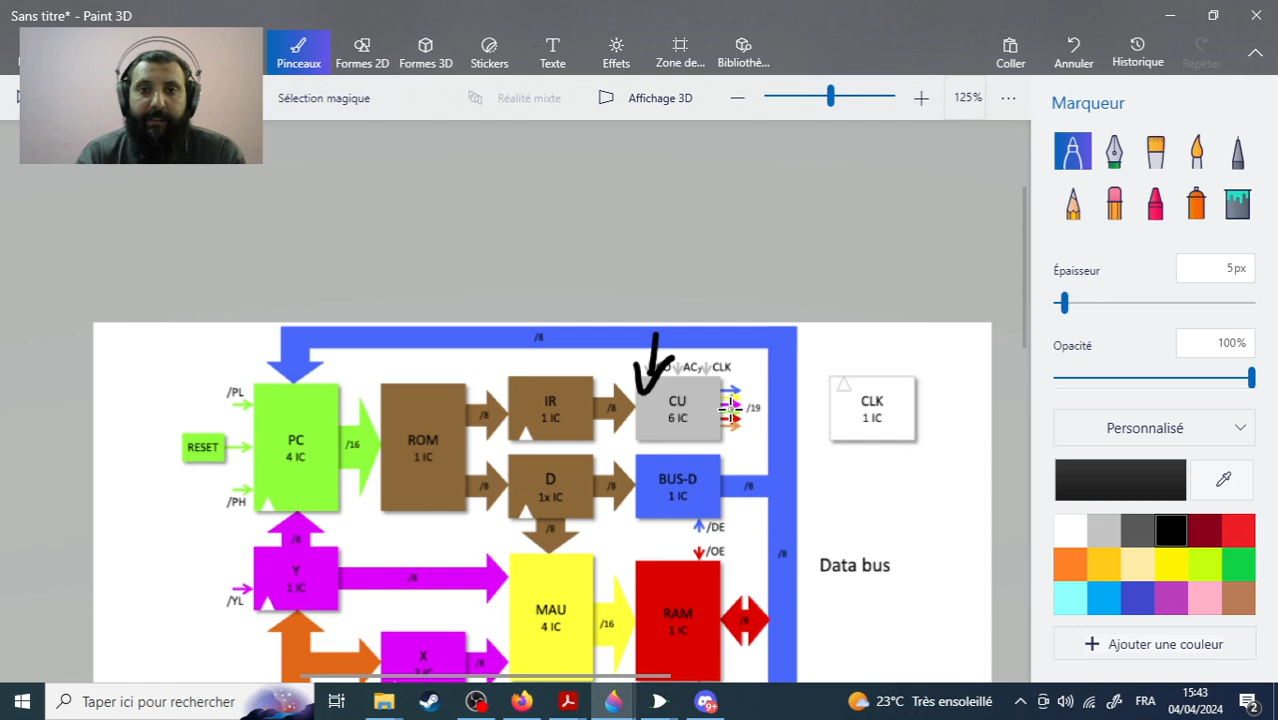 Sans titre* - Paint 3D
Pinceaux
Formes 2D
Formes 3D
Stickers
Texte
Effets
Zone de...
Bibliothè...
Coller
Annuler
Historique
Répéter
Sélection magique
Réalité mixte
Affichage 3D
125%
Marqueur
Épaisseur
5px
Opacité
100%
Personnalisé
Ajouter une couleur
/8
AC,
CLK
/PL
RESET
/PH
PC
4 IC
/16
ROM
1 IC
/8
IR
1 IC
/8
CU
6 IC
/19
CLK
1 IC
/8
D
1x IC
/8
BUS-D
1 IC
/8
/8
/DE
/OE
/8
Data bus
/8
Y
1 IC
/YL
/8
MAU
4 IC
/16
RAM
1 IC
/8
X
/8
Taper ici pour rechercher
9+
23°C Très ensoleillé
FRA
15:43
04/04/2024
2